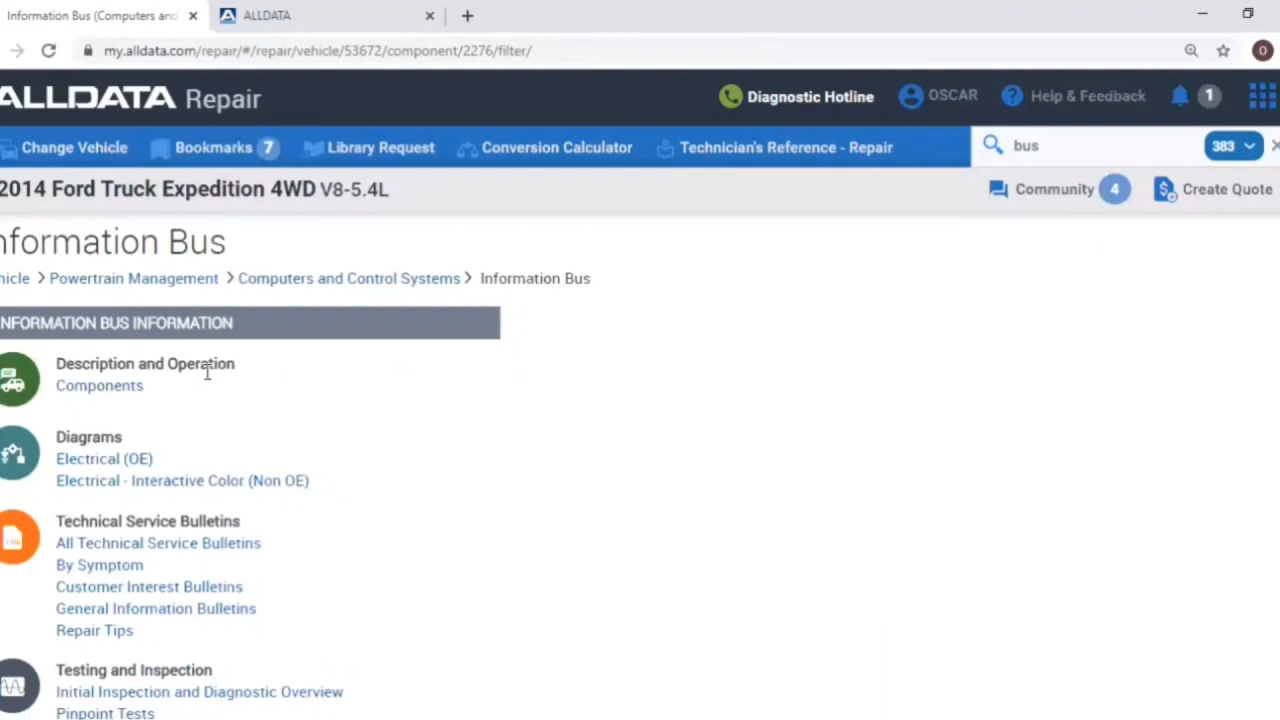 Information Bus (Computers and
ALLDATA
my.alldata.com/repair/#/repair/vehicle/53672/component/2276/filter/
O
ALLDATA Repair
Diagnostic Hotline
OSCAR
Help & Feedback
1
Change Vehicle
Bookmarks 7
Library Request
Conversion Calculator
Technician's Reference - Repair
bus
383
2014 Ford Truck Expedition 4WD V8-5.4L
Community 4
Create Quote
nformation Bus
hicle > Powertrain Management > Computers and Control Systems > Information Bus
NFORMATION BUS INFORMATION
Description and Operation
Components
Diagrams
Electrical (OE)
Electrical - Interactive Color (Non OE)
Technical Service Bulletins
All Technical Service Bulletins
By Symptom
Customer Interest Bulletins
General Information Bulletins
Repair Tips
Testing and Inspection
Initial Inspection and Diagnostic Overview
Pinpoint Tests